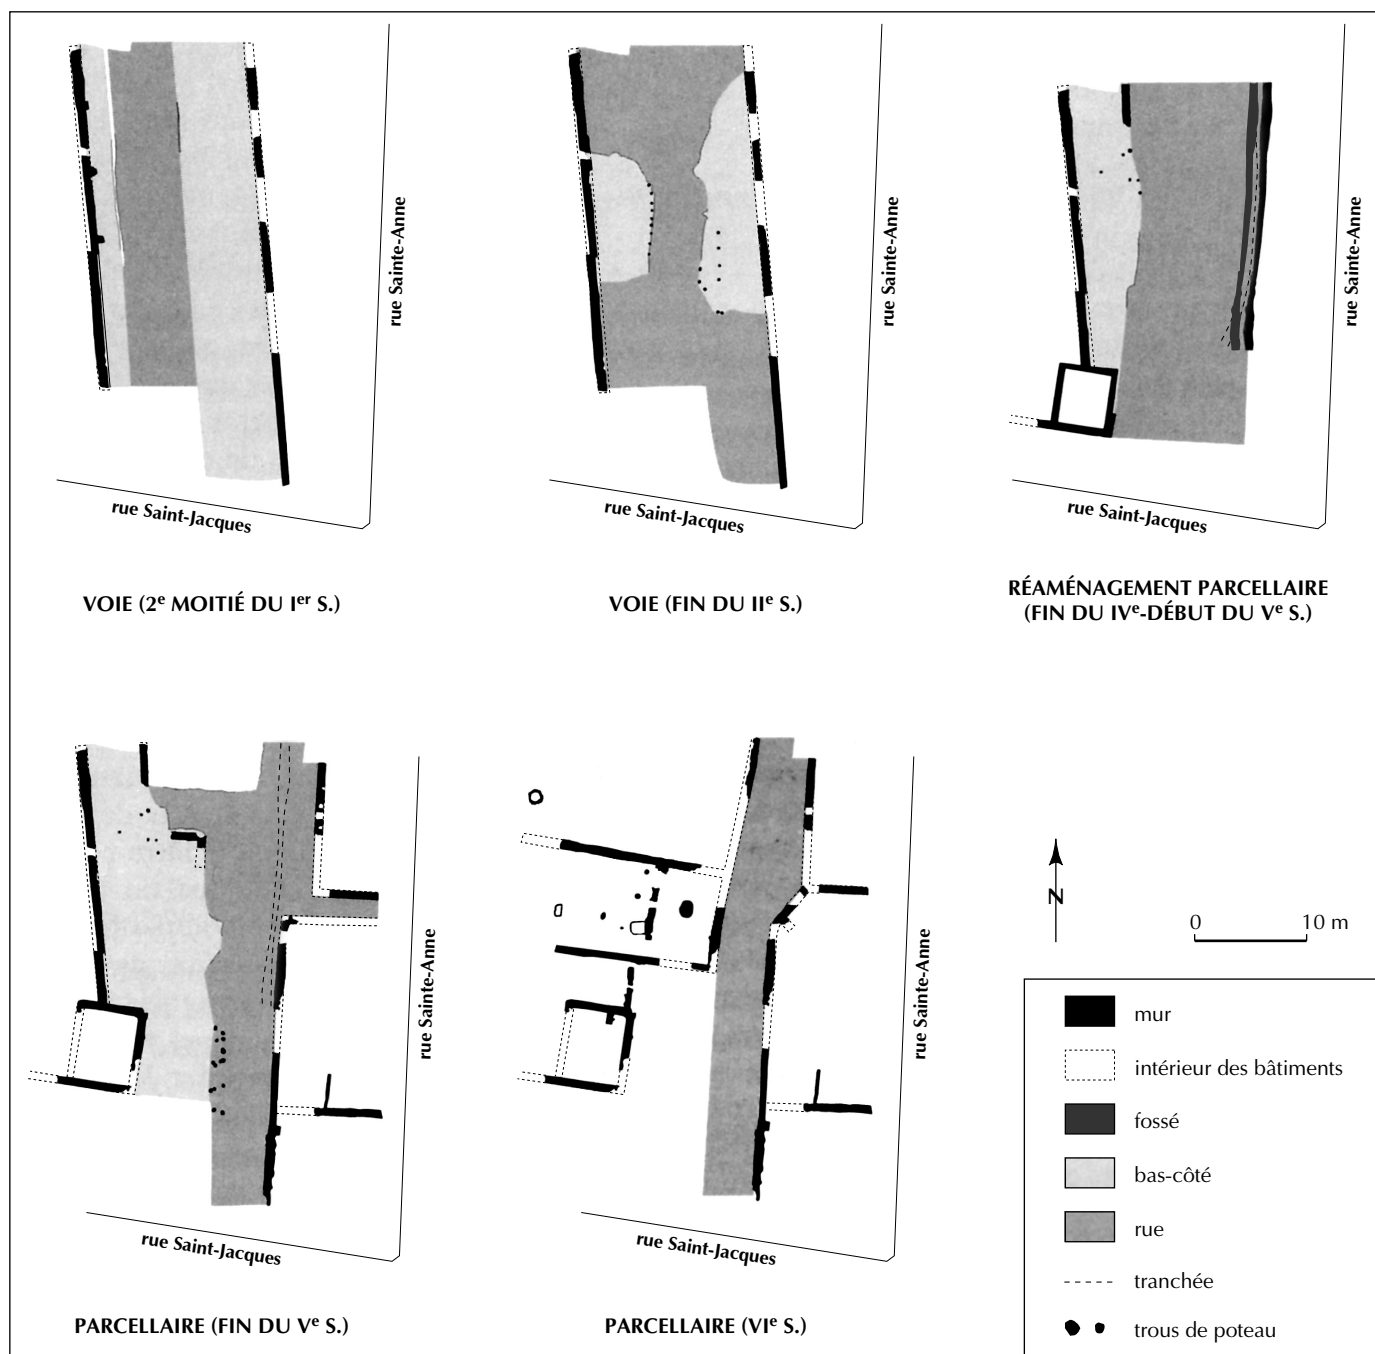 rue Sainte-Anne
rue Saint-Jacques
VOIE (2e MOITIÉ DU Ier S.)
rue Sainte-Anne
rue Saint-Jacques
VOIE (FIN DU IIe S.)
rue Sainte-Anne
rue Saint-Jacques
RÉAMÉNAGEMENT PARCELLAIRE
(FIN DU IVe-DÉBUT DU Ve S.)
rue Sainte-Anne
rue Saint-Jacques
PARCELLAIRE (FIN DU Ve S.)
rue Sainte-Anne
rue Saint-Jacques
PARCELLAIRE (VIe S.)
N
0 10 m
mur
intérieur des bâtiments
fossé
bas-côté
rue
tranchée
trous de poteau